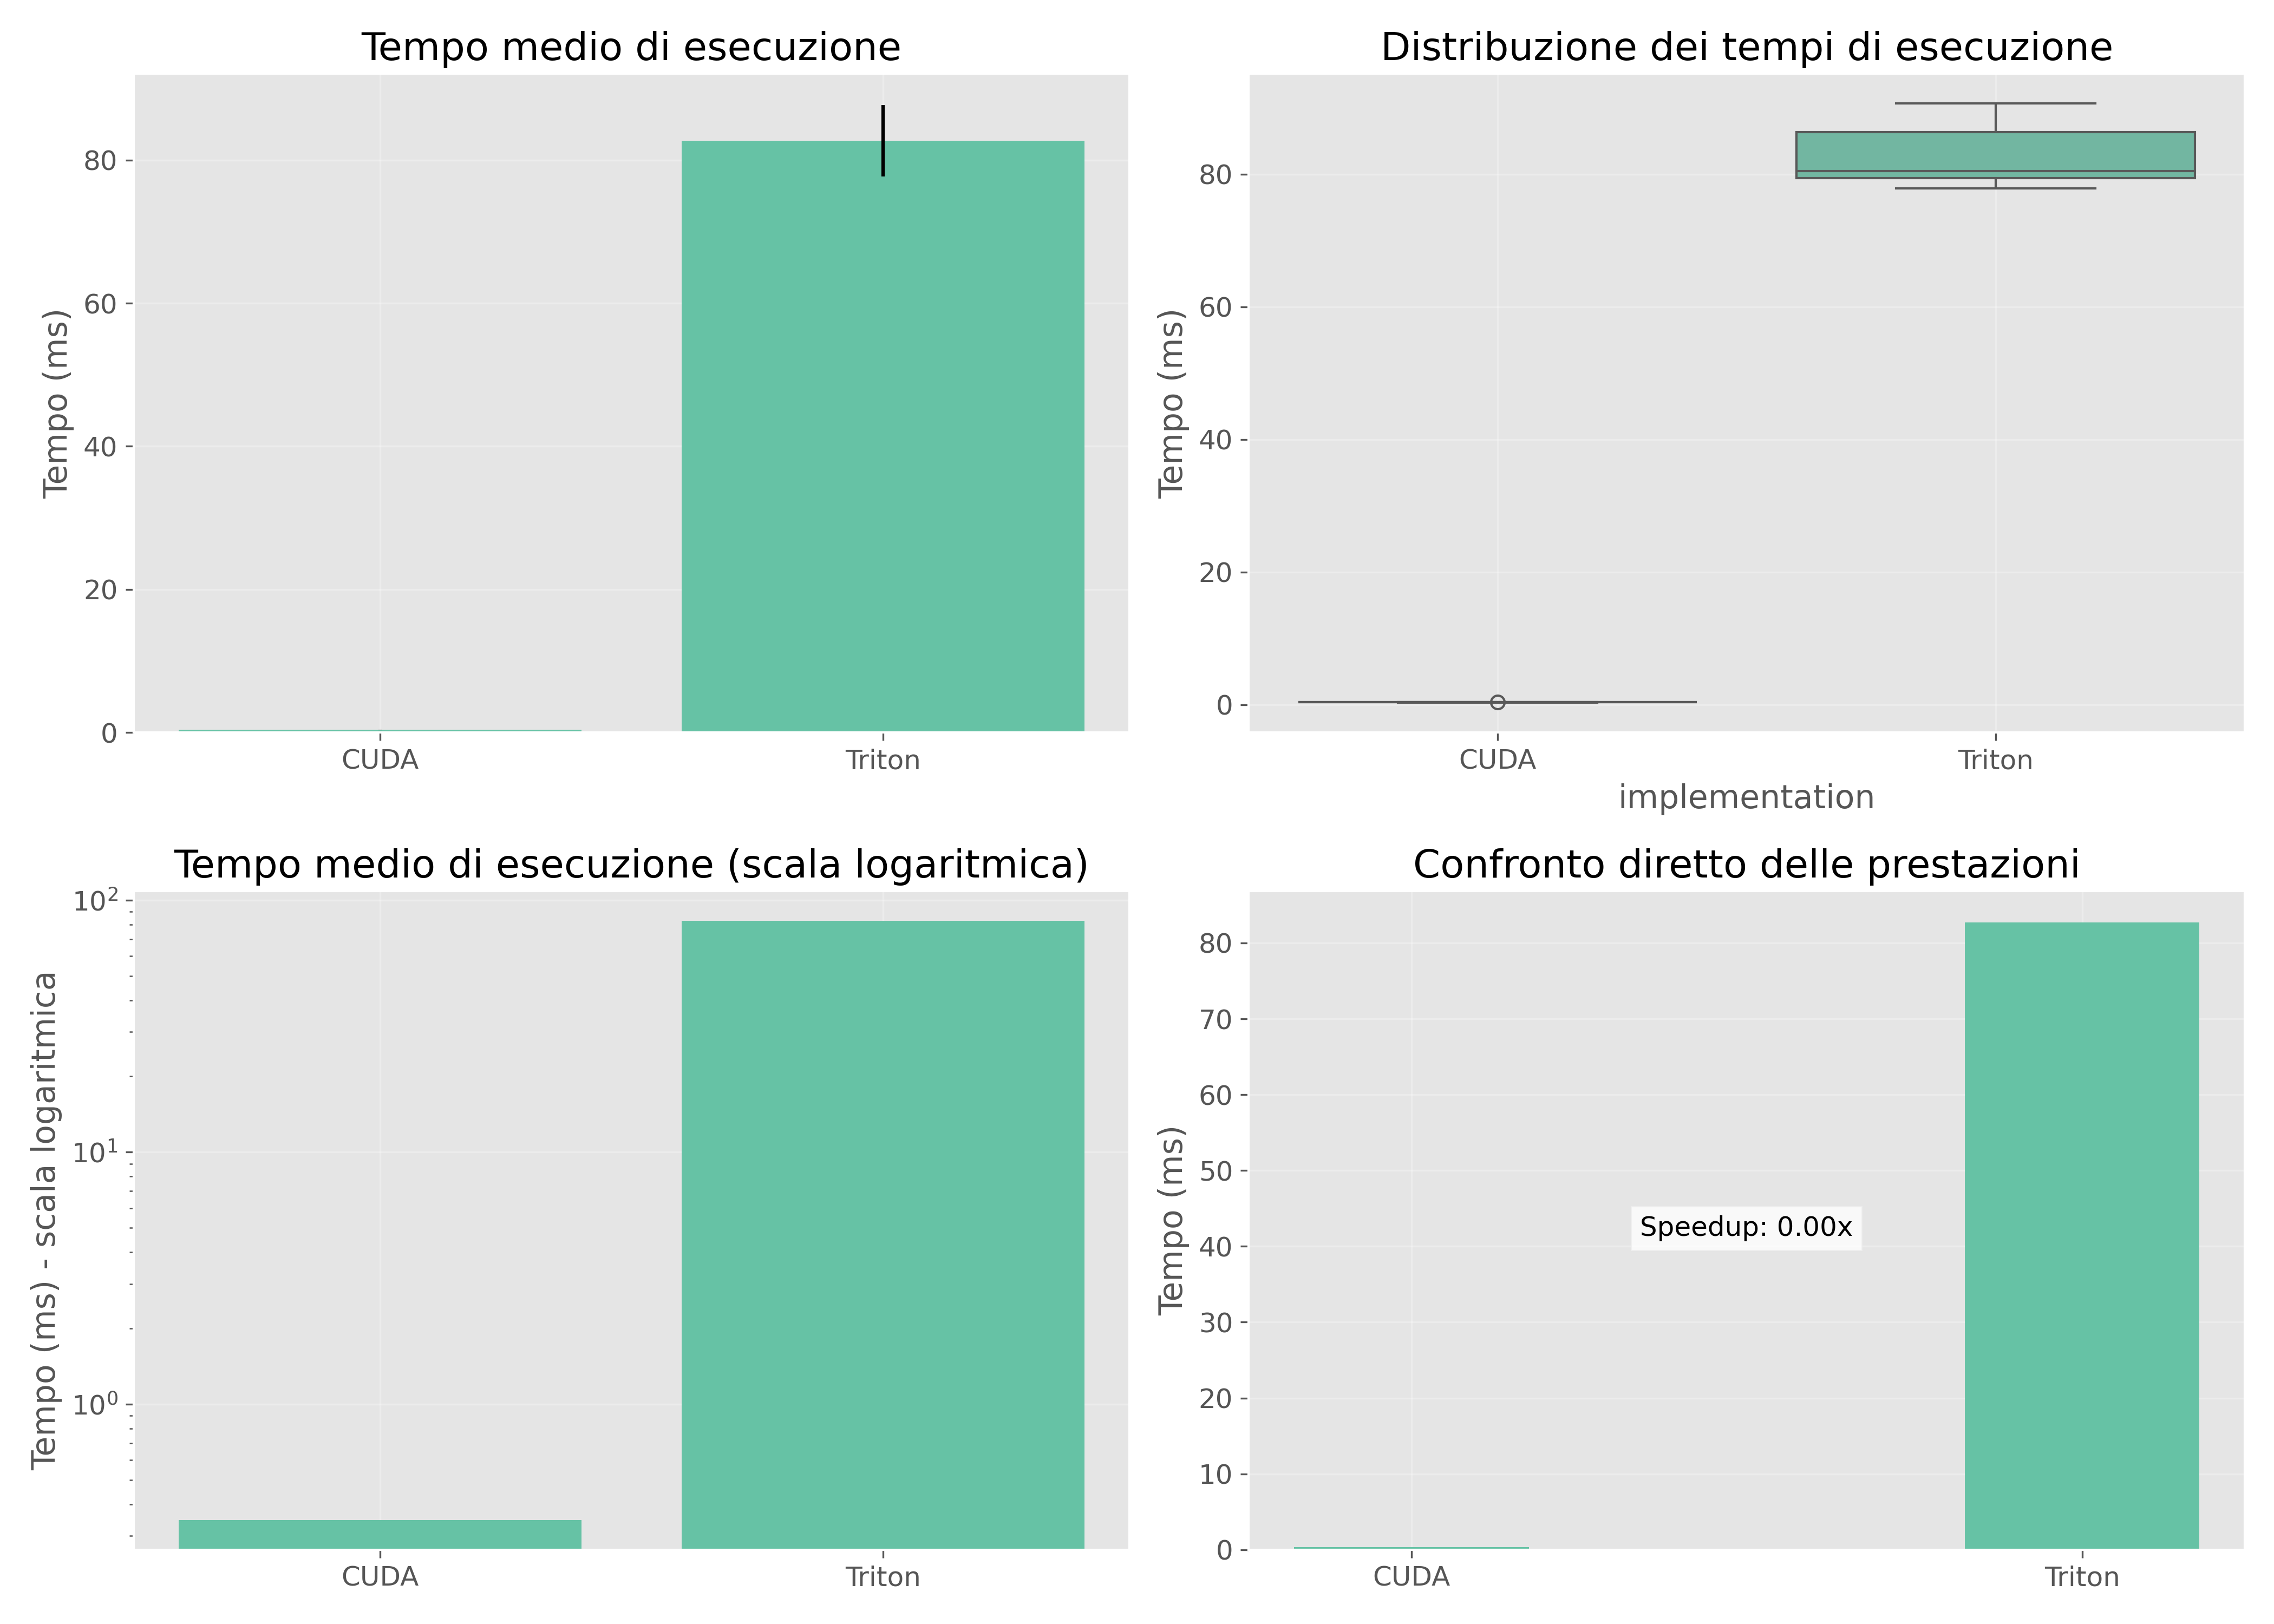 Tempo medio di esecuzione
Tempo (ms)
80
60
40
20
0
CUDA Triton
Distribuzione dei tempi di esecuzione
Tempo (ms)
80
60
40
20
0
CUDA Triton
implementation
Tempo medio di esecuzione (scala logaritmica)
Tempo (ms) - scala logaritmica
10²
10¹
10⁰
CUDA Triton
Confronto diretto delle prestazioni
Tempo (ms)
80
70
60
50
40
30
20
10
0
Speedup: 0.00x
CUDA Triton